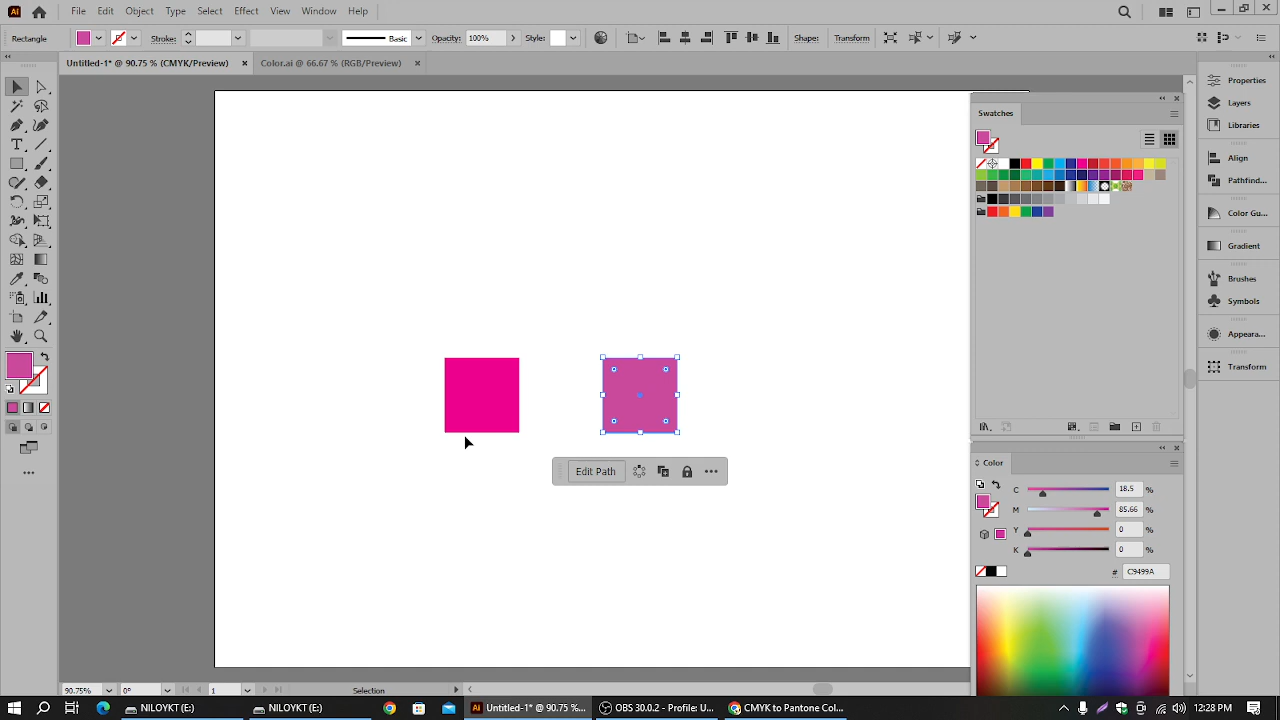 Ai File Edit Object Type Select Effect View Window Help
Rectangle Stroke: Basic Opacity: 100% Style: Shape: Transform
Untitled-1* @ 90.75 % (CMYK/Preview) × Color.ai @ 66.67 % (RGB/Preview) ×
Properties
Layers
Libraries
Align
Pathfind...
Color Gu...
Gradient
Brushes
Symbols
Appeara...
Transform
Swatches
Edit Path
Color
C 18.5 %
M 85.66 %
Y 0 %
K 0 %
# C9499A
90.75% 0° 1 Selection
NILOYKT (E:) NILOYKT (E:) Ai Untitled-1* @ 90.75 %... OBS 30.0.2 - Profile: U... CMYK to Pantone Col... 12:28 PM